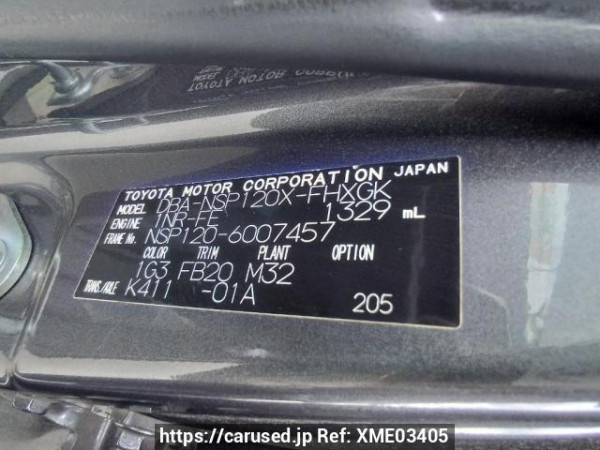 TOYOTA MOTOR CORPORATION JAPAN
MODEL DBA-NSP120X-FHXGK
ENGINE 1NR-FE 1329 mL
FRAME No. NSP120-6007457
COLOR TRIM PLANT OPTION
1G3 FB20 M32
TRANS./AXLE K411 -01A 205
https://carused.jp Ref: XME03405